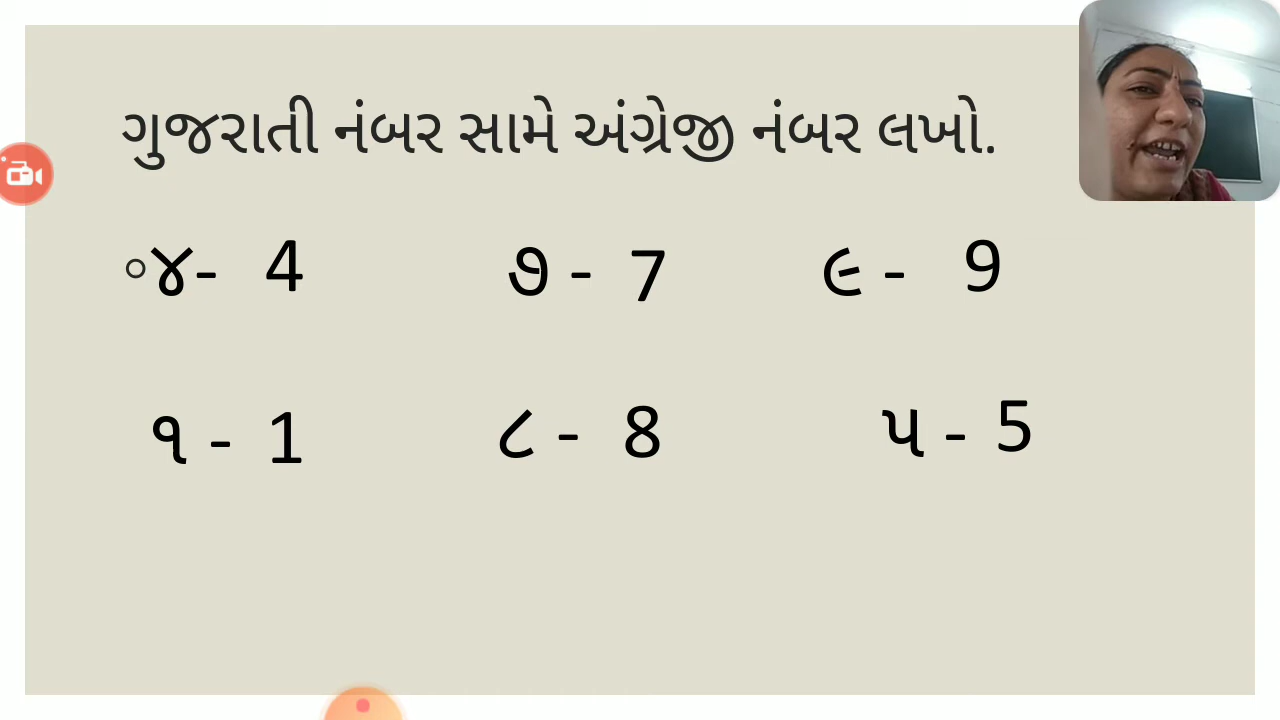 ગુજરાતી નંબર સામે અંગ્રેજી નંબર લખો.
૪- 4 ૭ - 7 ૯ - 9
૧ - 1 ૮ - 8 ૫ - 5